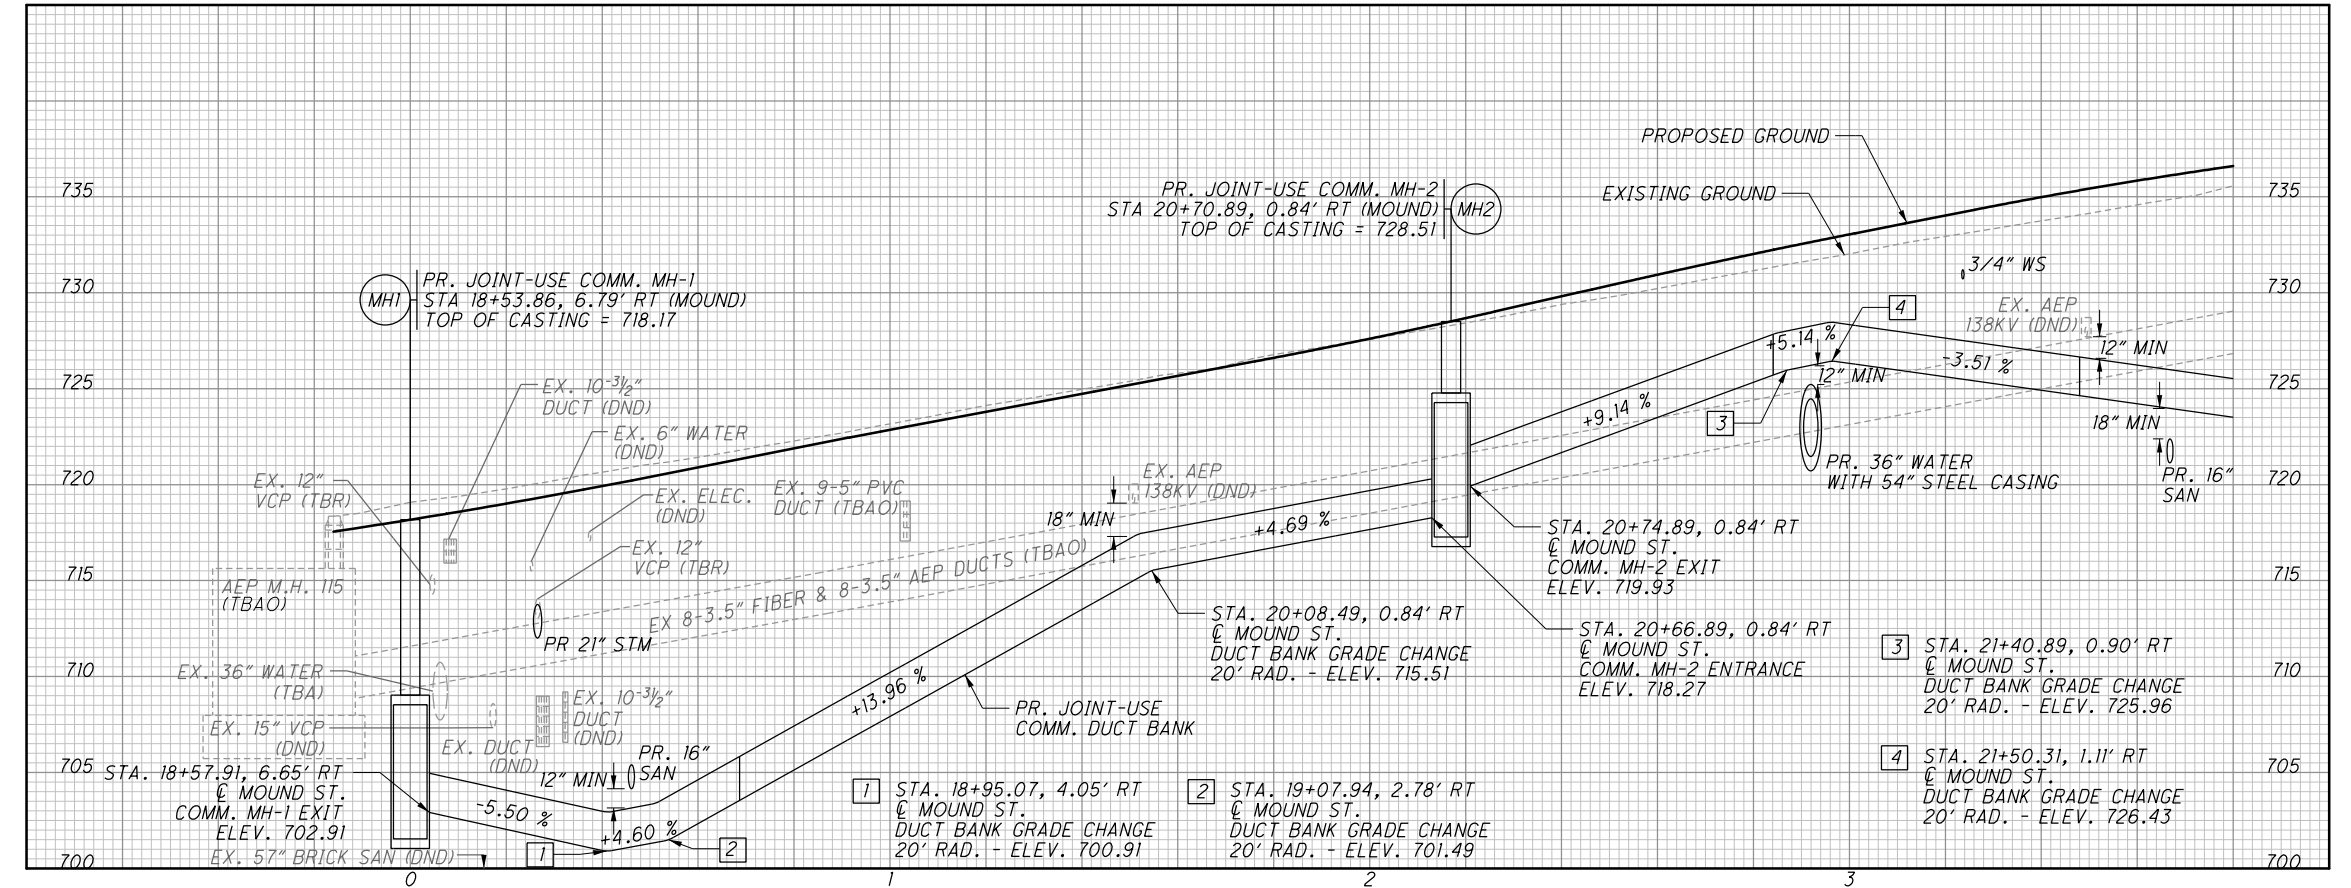 PROPOSED GROUND
EXISTING GROUND
735
735
PR. JOINT-USE COMM. MH-2
STA 20+70.89, 0.84' RT (MOUND)
TOP OF CASTING = 728.51
MH2
3/4" WS
730
730
MH1
PR. JOINT-USE COMM. MH-1
STA 18+53.86, 6.79' RT (MOUND)
TOP OF CASTING = 718.17
EX. AEP
138KV (DND)
4
+5.14 %
12" MIN
-3.51 %
12" MIN
725
725
EX. 10-3½"
DUCT (DND)
+9.14 %
3
18" MIN
EX. 6" WATER
(DND)
PR. 36" WATER
WITH 54" STEEL CASING
PR. 16"
SAN
720
720
EX. 12"
VCP (TBR)
EX. ELEC.
(DND)
EX. 9-5" PVC
DUCT (TBAO)
EX. AEP
138KV (DND)
18" MIN
+4.69 %
STA. 20+74.89, 0.84' RT
℄ MOUND ST.
COMM. MH-2 EXIT
ELEV. 719.93
EX. 12"
VCP (TBR)
EX 8-3.5" FIBER & 8-3.5" AEP DUCTS (TBAO)
715
715
AEP M.H. 115
(TBAO)
PR 21" STM
STA. 20+08.49, 0.84' RT
℄ MOUND ST.
DUCT BANK GRADE CHANGE
20' RAD. - ELEV. 715.51
STA. 20+66.89, 0.84' RT
℄ MOUND ST.
COMM. MH-2 ENTRANCE
ELEV. 718.27
3
STA. 21+40.89, 0.90' RT
℄ MOUND ST.
DUCT BANK GRADE CHANGE
20' RAD. - ELEV. 725.96
710
710
EX. 36" WATER
(TBA)
+13.96 %
EX. 10-3½"
DUCT
(DND)
PR. JOINT-USE
COMM. DUCT BANK
EX. 15" VCP
(DND)
EX. DUCT
(DND)
PR. 16"
SAN
12" MIN
4
STA. 21+50.31, 1.11' RT
℄ MOUND ST.
DUCT BANK GRADE CHANGE
20' RAD. - ELEV. 726.43
705
705
STA. 18+57.91, 6.65' RT
℄ MOUND ST.
COMM. MH-1 EXIT
ELEV. 702.91
-5.50 %
+4.60 %
1
2
1
STA. 18+95.07, 4.05' RT
℄ MOUND ST.
DUCT BANK GRADE CHANGE
20' RAD. - ELEV. 700.91
2
STA. 19+07.94, 2.78' RT
℄ MOUND ST.
DUCT BANK GRADE CHANGE
20' RAD. - ELEV. 701.49
EX. 57" BRICK SAN (DND)
700
700
0
1
2
3